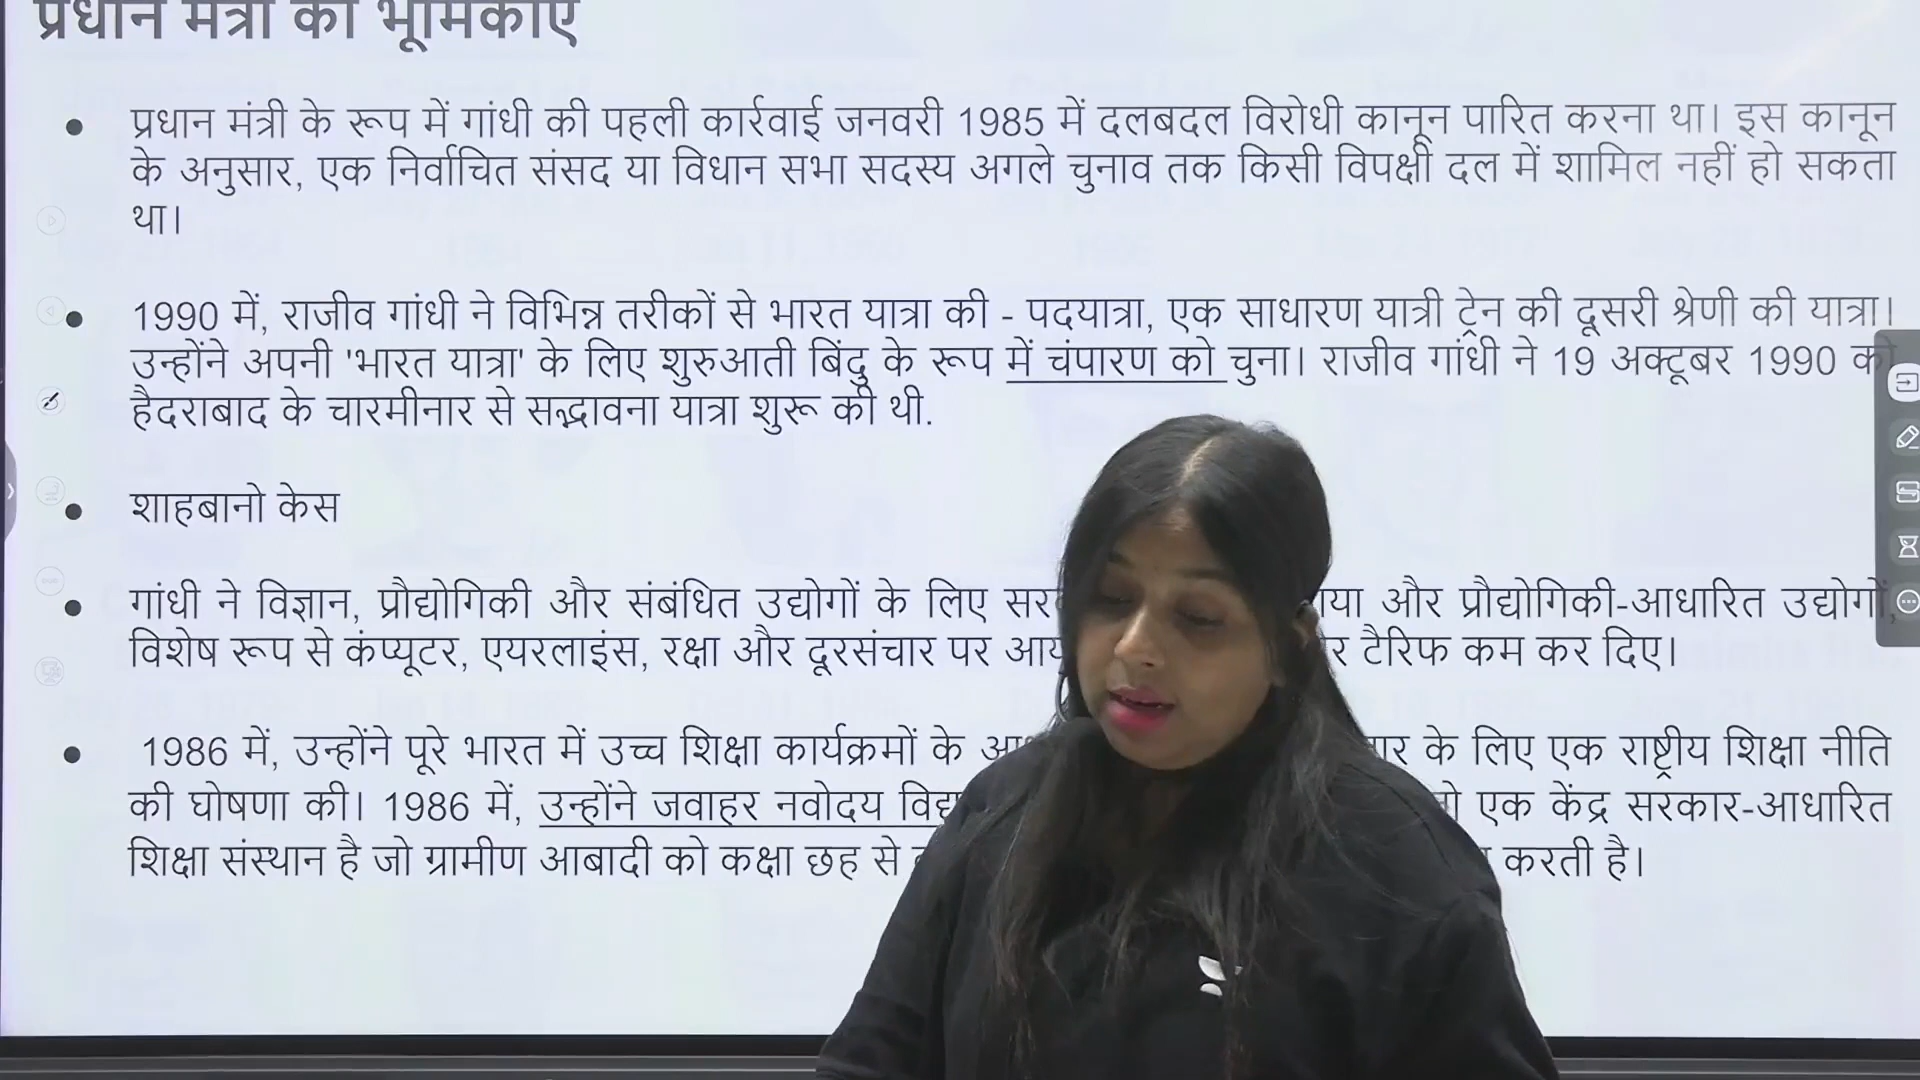 प्रधान मंत्री की भूमिकाएं
प्रधान मंत्री के रूप में गांधी की पहली कार्रवाई जनवरी 1985 में दलबदल विरोधी कानून पारित करना था। इस कानून
के अनुसार, एक निर्वाचित संसद या विधान सभा सदस्य अगले चुनाव तक किसी विपक्षी दल में शामिल नहीं हो सकता
था।
1990 में, राजीव गांधी ने विभिन्न तरीकों से भारत यात्रा की - पदयात्रा, एक साधारण यात्री ट्रेन की दूसरी श्रेणी की यात्रा।
उन्होंने अपनी 'भारत यात्रा' के लिए शुरुआती बिंदु के रूप में चंपारण को चुना। राजीव गांधी ने 19 अक्टूबर 1990 को
हैदराबाद के चारमीनार से सद्भावना यात्रा शुरू की थी.
शाहबानो केस
गांधी ने विज्ञान, प्रौद्योगिकी और संबंधित उद्योगों के लिए और प्रौद्योगिकी-आधारित उद्योगों,
विशेष रूप से कंप्यूटर, एयरलाइंस, रक्षा और दूरसंचार पर टैरिफ कम कर दिए।
1986 में, उन्होंने पूरे भारत में उच्च शिक्षा कार्यक्रमों के के लिए एक राष्ट्रीय शिक्षा नीति
की घोषणा की। 1986 में, उन्होंने जवाहर नवोदय एक केंद्र सरकार-आधारित
शिक्षा संस्थान है जो ग्रामीण आबादी को कक्षा छह से करती है।